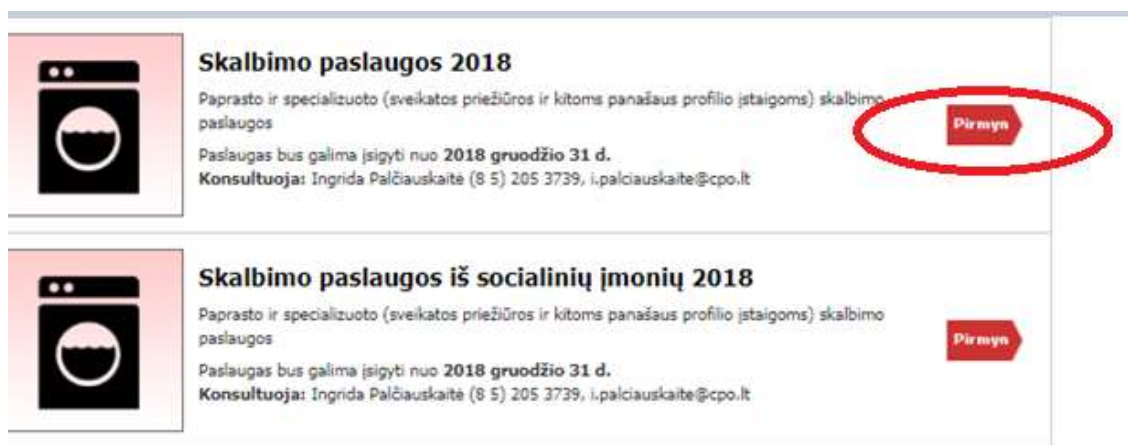 Skalbimo paslaugos 2018
Paprasto ir specializuoto (sveikatos priežiūros ir kitoms panašaus profilio įstaigoms) skalbimo
paslaugos
Pirmyn
Paslaugas bus galima įsigyti nuo 2018 gruodžio 31 d.
Konsultuoja: Ingrida Palčiauskaitė (8 5) 205 3739, i.palciauskaite@cpo.lt
Skalbimo paslaugos iš socialinių įmonių 2018
Paprasto ir specializuoto (sveikatos priežiūros ir kitoms panašaus profilio įstaigoms) skalbimo
paslaugos
Pirmyn
Paslaugas bus galima įsigyti nuo 2018 gruodžio 31 d.
Konsultuoja: Ingrida Palčiauskaitė (8 5) 205 3739, i.palciauskaite@cpo.lt